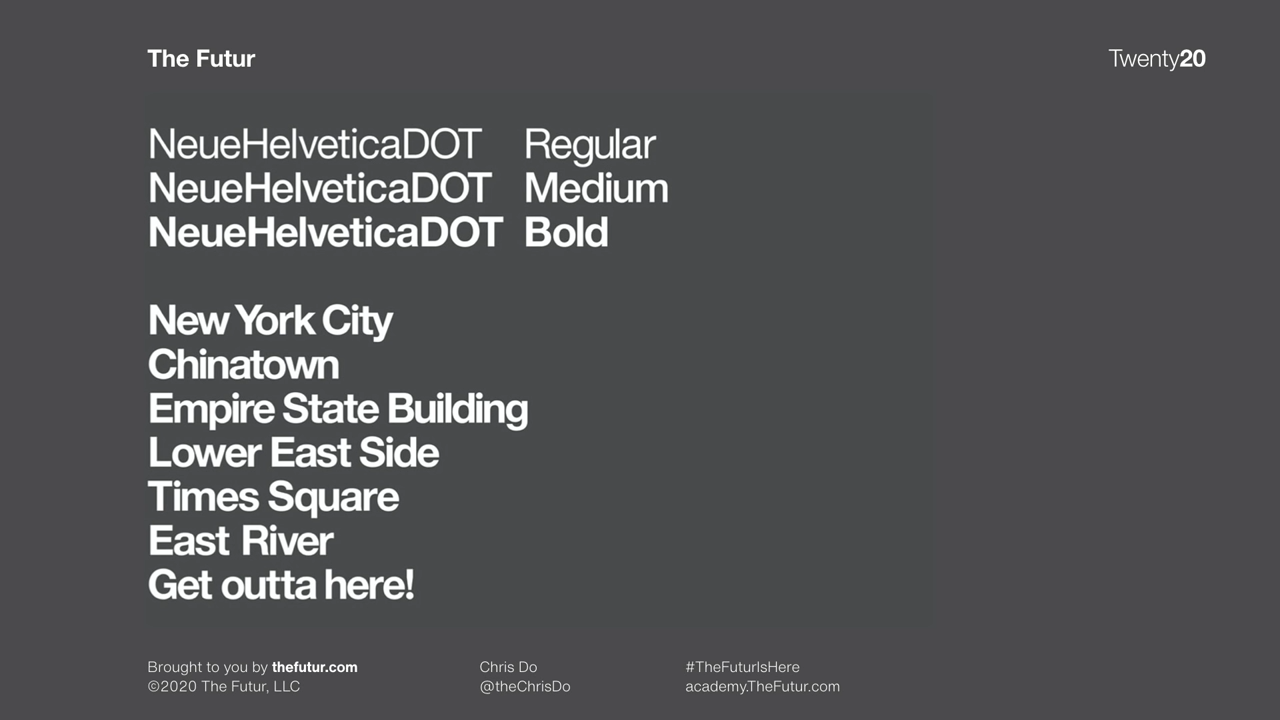 The Futur
Twenty20
NeueHelveticaDOT Regular
NeueHelveticaDOT Medium
NeueHelveticaDOT Bold
New York City
Chinatown
Empire State Building
Lower East Side
Times Square
East River
Get outta here!
Brought to you by thefutur.com
©2020 The Futur, LLC
Chris Do
@theChrisDo
#TheFuturIsHere
academy.TheFutur.com